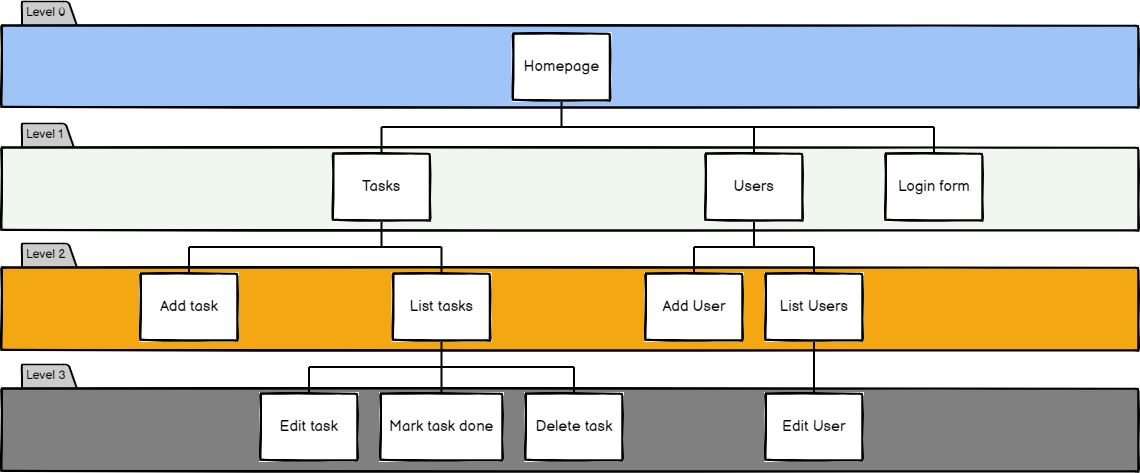 Level 0
Homepage
Level 1
Tasks
Users
Login form
Level 2
Add task
List tasks
Add User
List Users
Level 3
Edit task
Mark task done
Delete task
Edit User